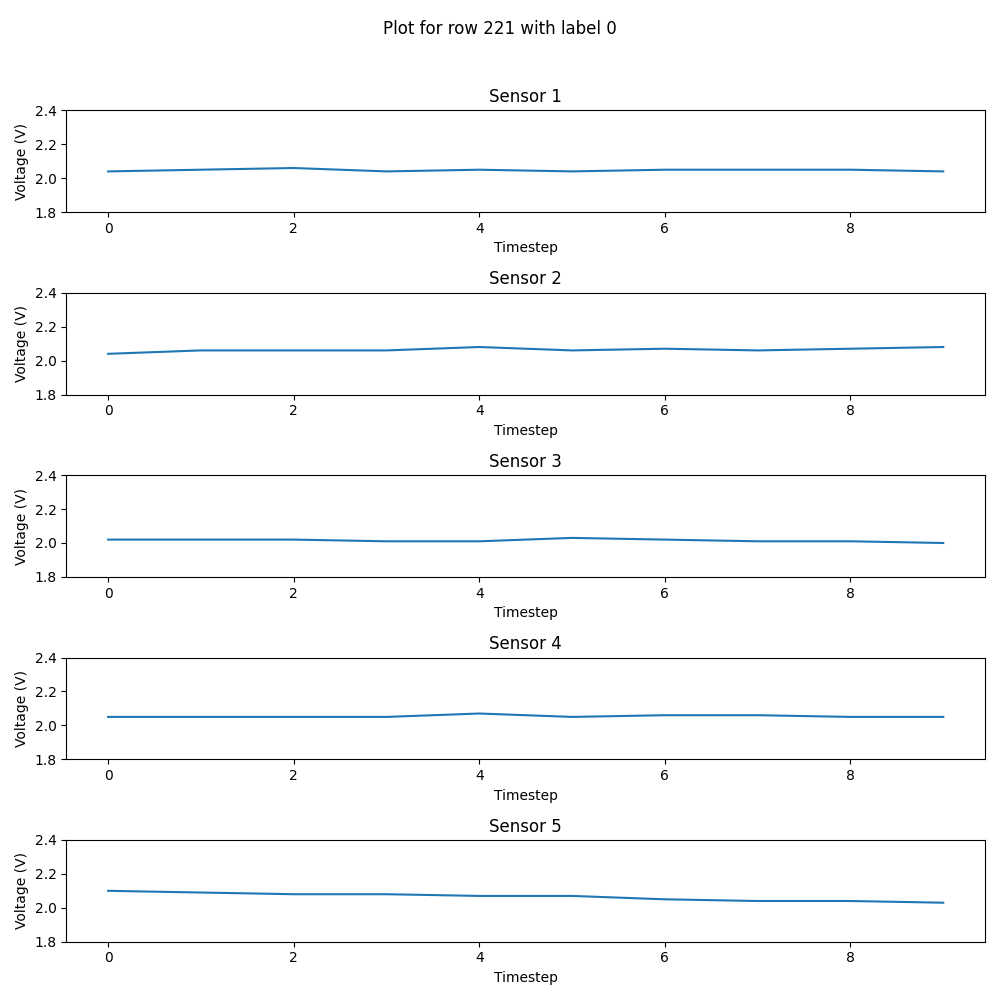 Plot for row 221 with label 0
Sensor 1
Voltage (V)
2.4
2.2
2.0
1.8
0 2 4 6 8
Timestep
Sensor 2
Voltage (V)
2.4
2.2
2.0
1.8
0 2 4 6 8
Timestep
Sensor 3
Voltage (V)
2.4
2.2
2.0
1.8
0 2 4 6 8
Timestep
Sensor 4
Voltage (V)
2.4
2.2
2.0
1.8
0 2 4 6 8
Timestep
Sensor 5
Voltage (V)
2.4
2.2
2.0
1.8
0 2 4 6 8
Timestep